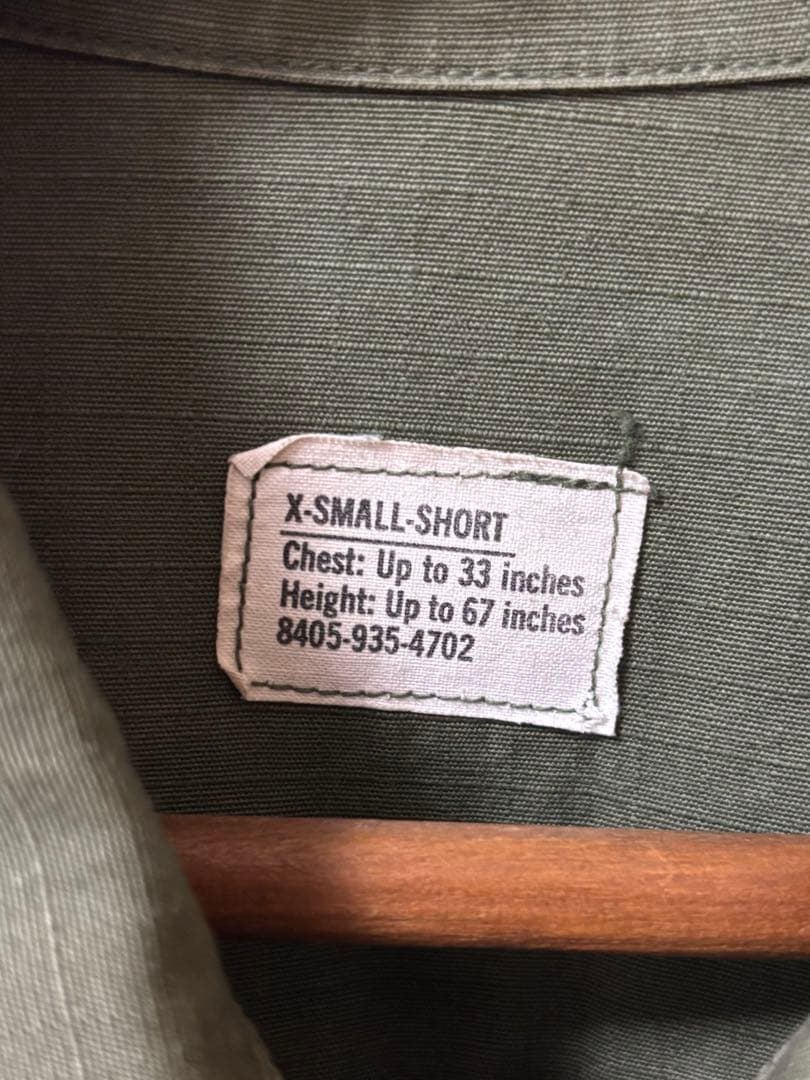 X-SMALL-SHORT
Chest: Up to 33 inches
Height: Up to 67 inches
8405-935-4702